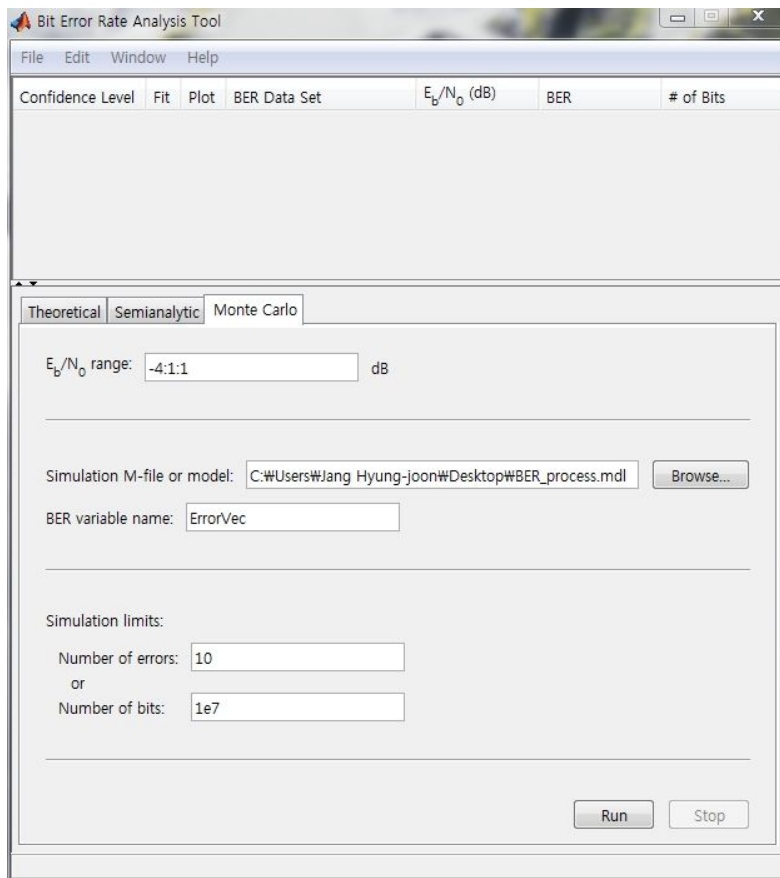 Bit Error Rate Analysis Tool
File Edit Window Help
Confidence Level Fit Plot BER Data Set Eb/N0 (dB) BER # of Bits
Theoretical Semianalytic Monte Carlo
Eb/N0 range: -4:1:1 dB
Simulation M-file or model: C:₩Users₩Jang Hyung-joon₩Desktop₩BER_process.mdl Browse...
BER variable name: ErrorVec
Simulation limits:
Number of errors: 10
or
Number of bits: 1e7
Run Stop